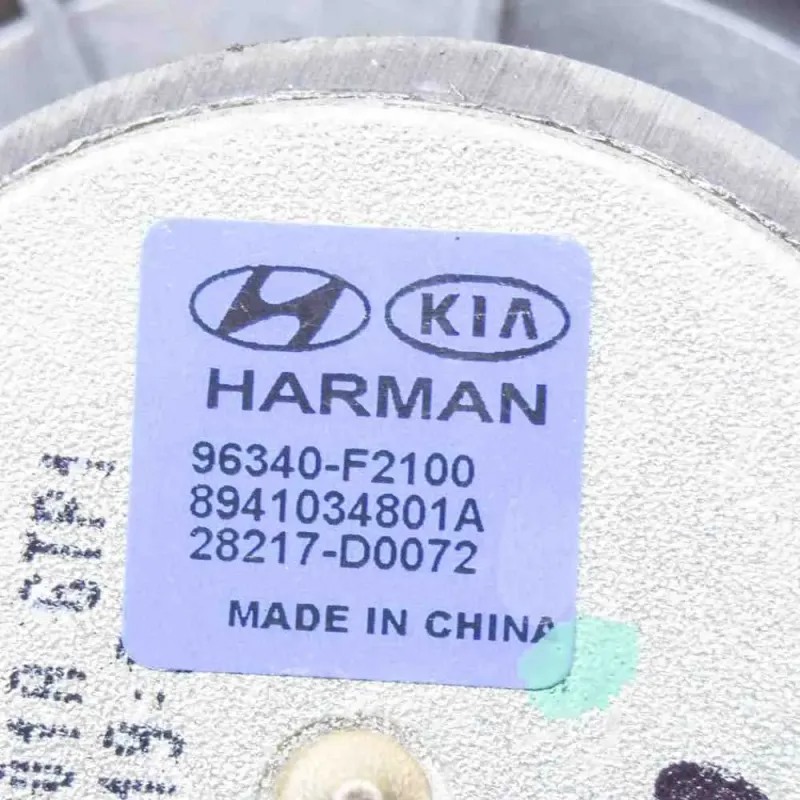 KIA
HARMAN
96340-F2100
8941034801A
28217-D0072
MADE IN CHINA